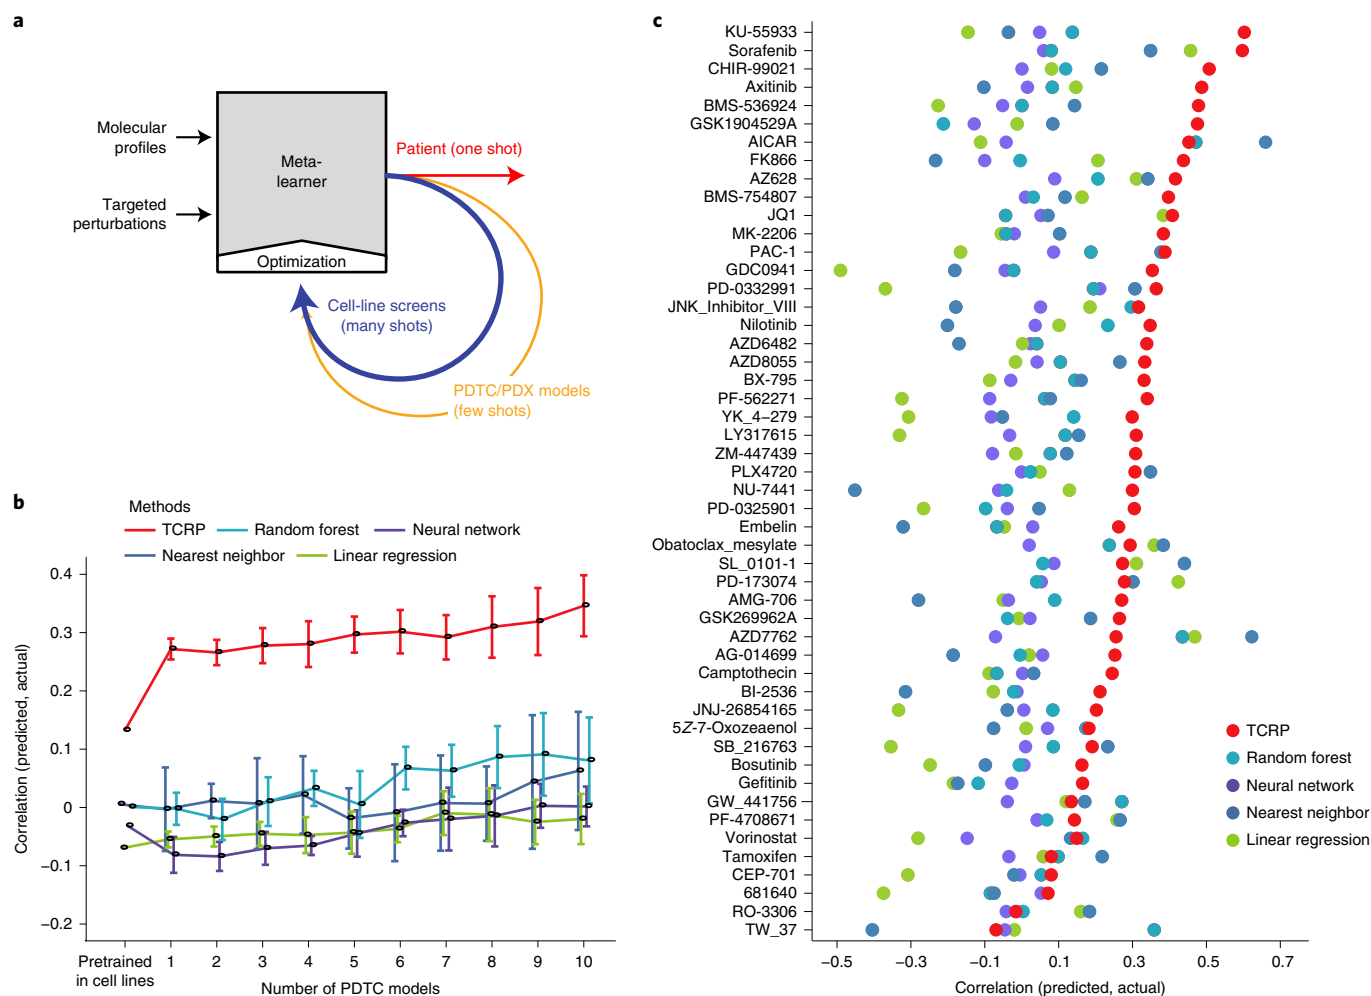 a
Molecular
profiles
Targeted
perturbations
Meta-
learner
Optimization
Patient (one shot)
Cell-line screens
(many shots)
PDTC/PDX models
(few shots)
b
Methods
TCRP
Random forest
Neural network
Nearest neighbor
Linear regression
Correlation (predicted, actual)
0.4
0.3
0.2
0.1
0
−0.1
−0.2
Pretrained
in cell lines
1 2 3 4 5 6 7 8 9 10
Number of PDTC models
c
KU-55933
Sorafenib
CHIR-99021
Axitinib
BMS-536924
GSK1904529A
AICAR
FK866
AZ628
BMS-754807
JQ1
MK-2206
PAC-1
GDC0941
PD-0332991
JNK_Inhibitor_VIII
Nilotinib
AZD6482
AZD8055
BX-795
PF-562271
YK_4−279
LY317615
ZM-447439
PLX4720
NU-7441
PD-0325901
Embelin
Obatoclax_mesylate
SL_0101-1
PD-173074
AMG-706
GSK269962A
AZD7762
AG-014699
Camptothecin
BI-2536
JNJ-26854165
5Z-7-Oxozeaenol
SB_216763
Bosutinib
Gefitinib
GW_441756
PF-4708671
Vorinostat
Tamoxifen
CEP-701
681640
RO-3306
TW_37
TCRP
Random forest
Neural network
Nearest neighbor
Linear regression
−0.5 −0.3 −0.1 0.1 0.3 0.5 0.7
Correlation (predicted, actual)